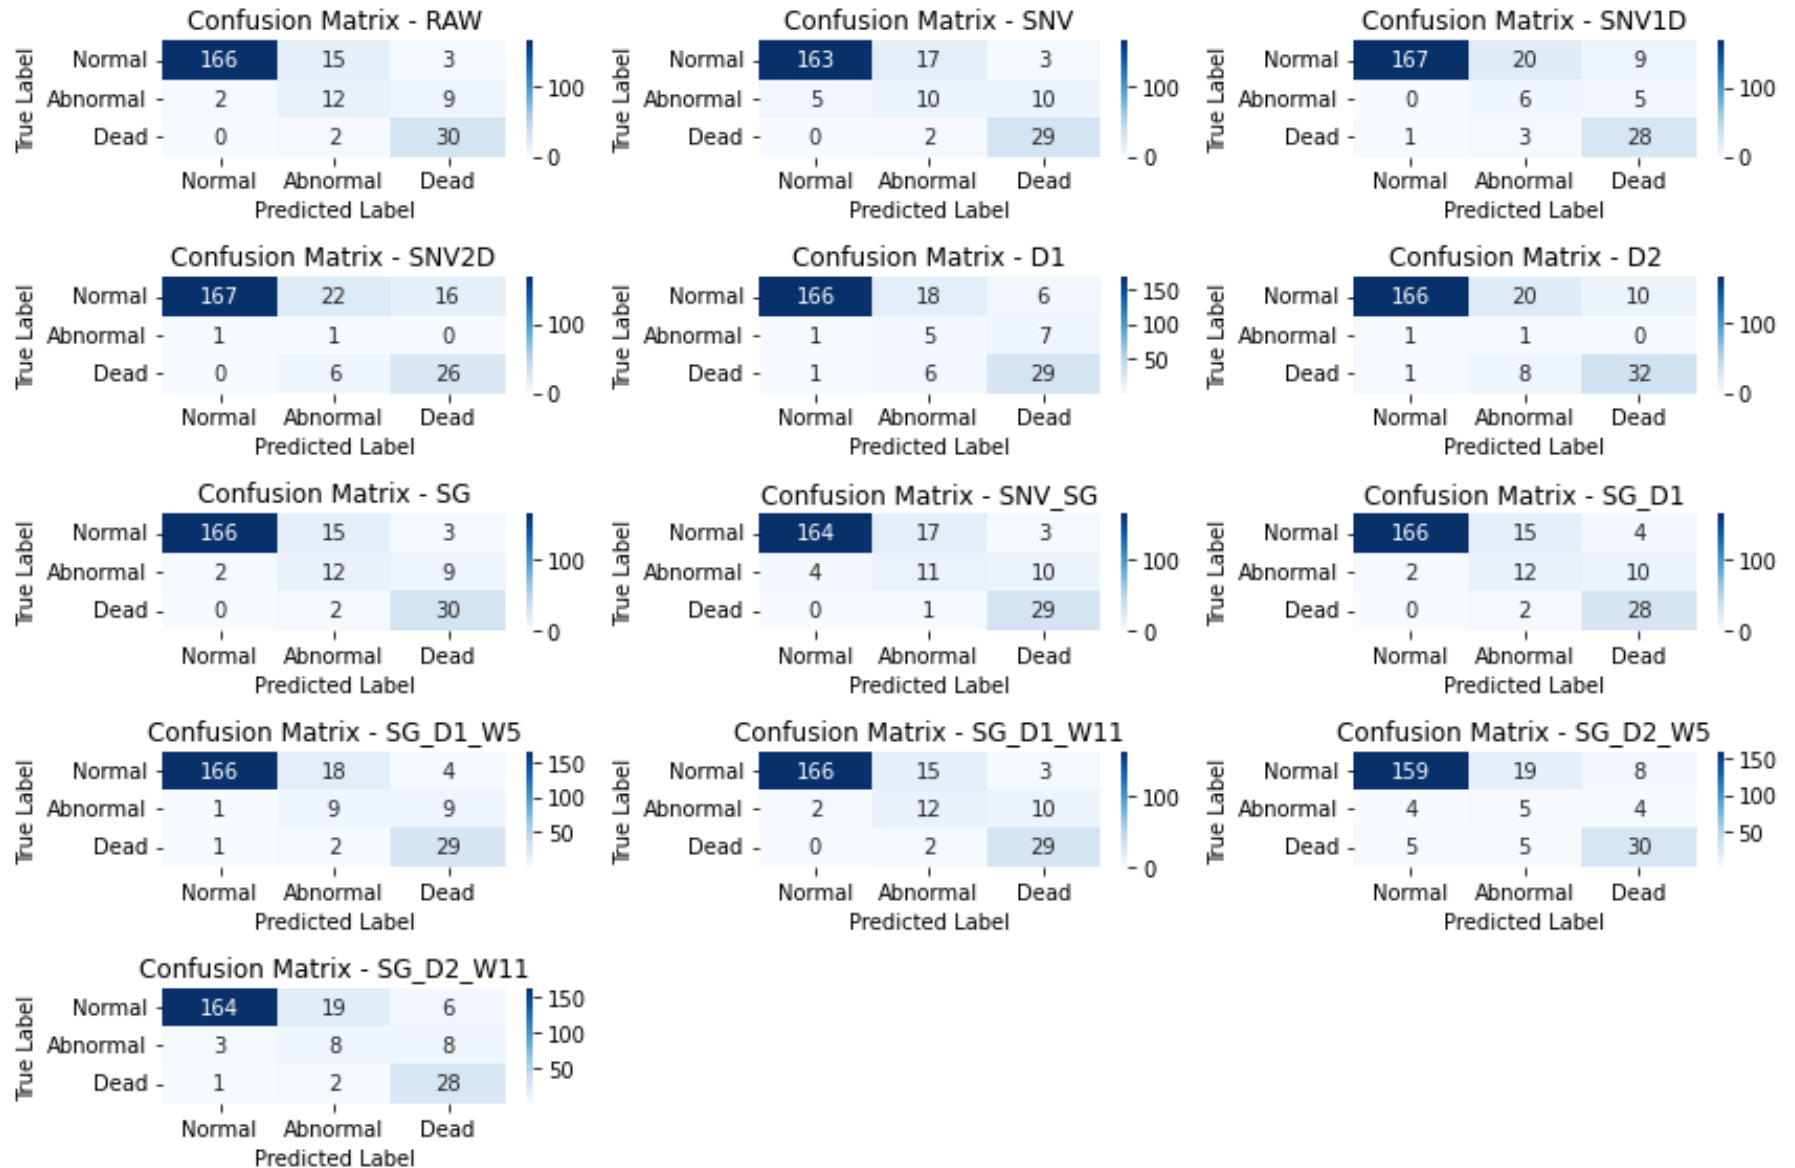 Confusion Matrix - RAW
True Label
Normal 166 15 3
Abnormal 2 12 9
Dead 0 2 30
100
0
Normal Abnormal Dead
Predicted Label
Confusion Matrix - SNV
True Label
Normal 163 17 3
Abnormal 5 10 10
Dead 0 2 29
100
0
Normal Abnormal Dead
Predicted Label
Confusion Matrix - SNV1D
True Label
Normal 167 20 9
Abnormal 0 6 5
Dead 1 3 28
100
0
Normal Abnormal Dead
Predicted Label
Confusion Matrix - SNV2D
True Label
Normal 167 22 16
Abnormal 1 1 0
Dead 0 6 26
100
0
Normal Abnormal Dead
Predicted Label
Confusion Matrix - D1
True Label
Normal 166 18 6
Abnormal 1 5 7
Dead 1 6 29
150
100
50
Normal Abnormal Dead
Predicted Label
Confusion Matrix - D2
True Label
Normal 166 20 10
Abnormal 1 1 0
Dead 1 8 32
100
0
Normal Abnormal Dead
Predicted Label
Confusion Matrix - SG
True Label
Normal 166 15 3
Abnormal 2 12 9
Dead 0 2 30
100
0
Normal Abnormal Dead
Predicted Label
Confusion Matrix - SNV_SG
True Label
Normal 164 17 3
Abnormal 4 11 10
Dead 0 1 29
100
0
Normal Abnormal Dead
Predicted Label
Confusion Matrix - SG_D1
True Label
Normal 166 15 4
Abnormal 2 12 10
Dead 0 2 28
100
0
Normal Abnormal Dead
Predicted Label
Confusion Matrix - SG_D1_W5
True Label
Normal 166 18 4
Abnormal 1 9 9
Dead 1 2 29
150
100
50
Normal Abnormal Dead
Predicted Label
Confusion Matrix - SG_D1_W11
True Label
Normal 166 15 3
Abnormal 2 12 10
Dead 0 2 29
100
0
Normal Abnormal Dead
Predicted Label
Confusion Matrix - SG_D2_W5
True Label
Normal 159 19 8
Abnormal 4 5 4
Dead 5 5 30
150
100
50
Normal Abnormal Dead
Predicted Label
Confusion Matrix - SG_D2_W11
True Label
Normal 164 19 6
Abnormal 3 8 8
Dead 1 2 28
150
100
50
Normal Abnormal Dead
Predicted Label